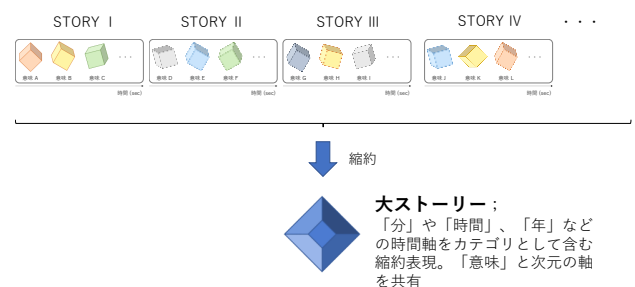 STORY I
STORY II
STORY III
STORY IV
・・・
意味 A
意味 B
意味 C
・・・
意味 D
意味 E
意味 F
・・・
意味 G
意味 H
意味 I
・・・
意味 J
意味 K
意味 L
・・・
時間 (sec)
時間 (sec)
時間 (sec)
時間 (sec)
縮約
大ストーリー；
「分」や「時間」、「年」など
の時間軸をカテゴリとして含む
縮約表現。「意味」と次元の軸
を共有